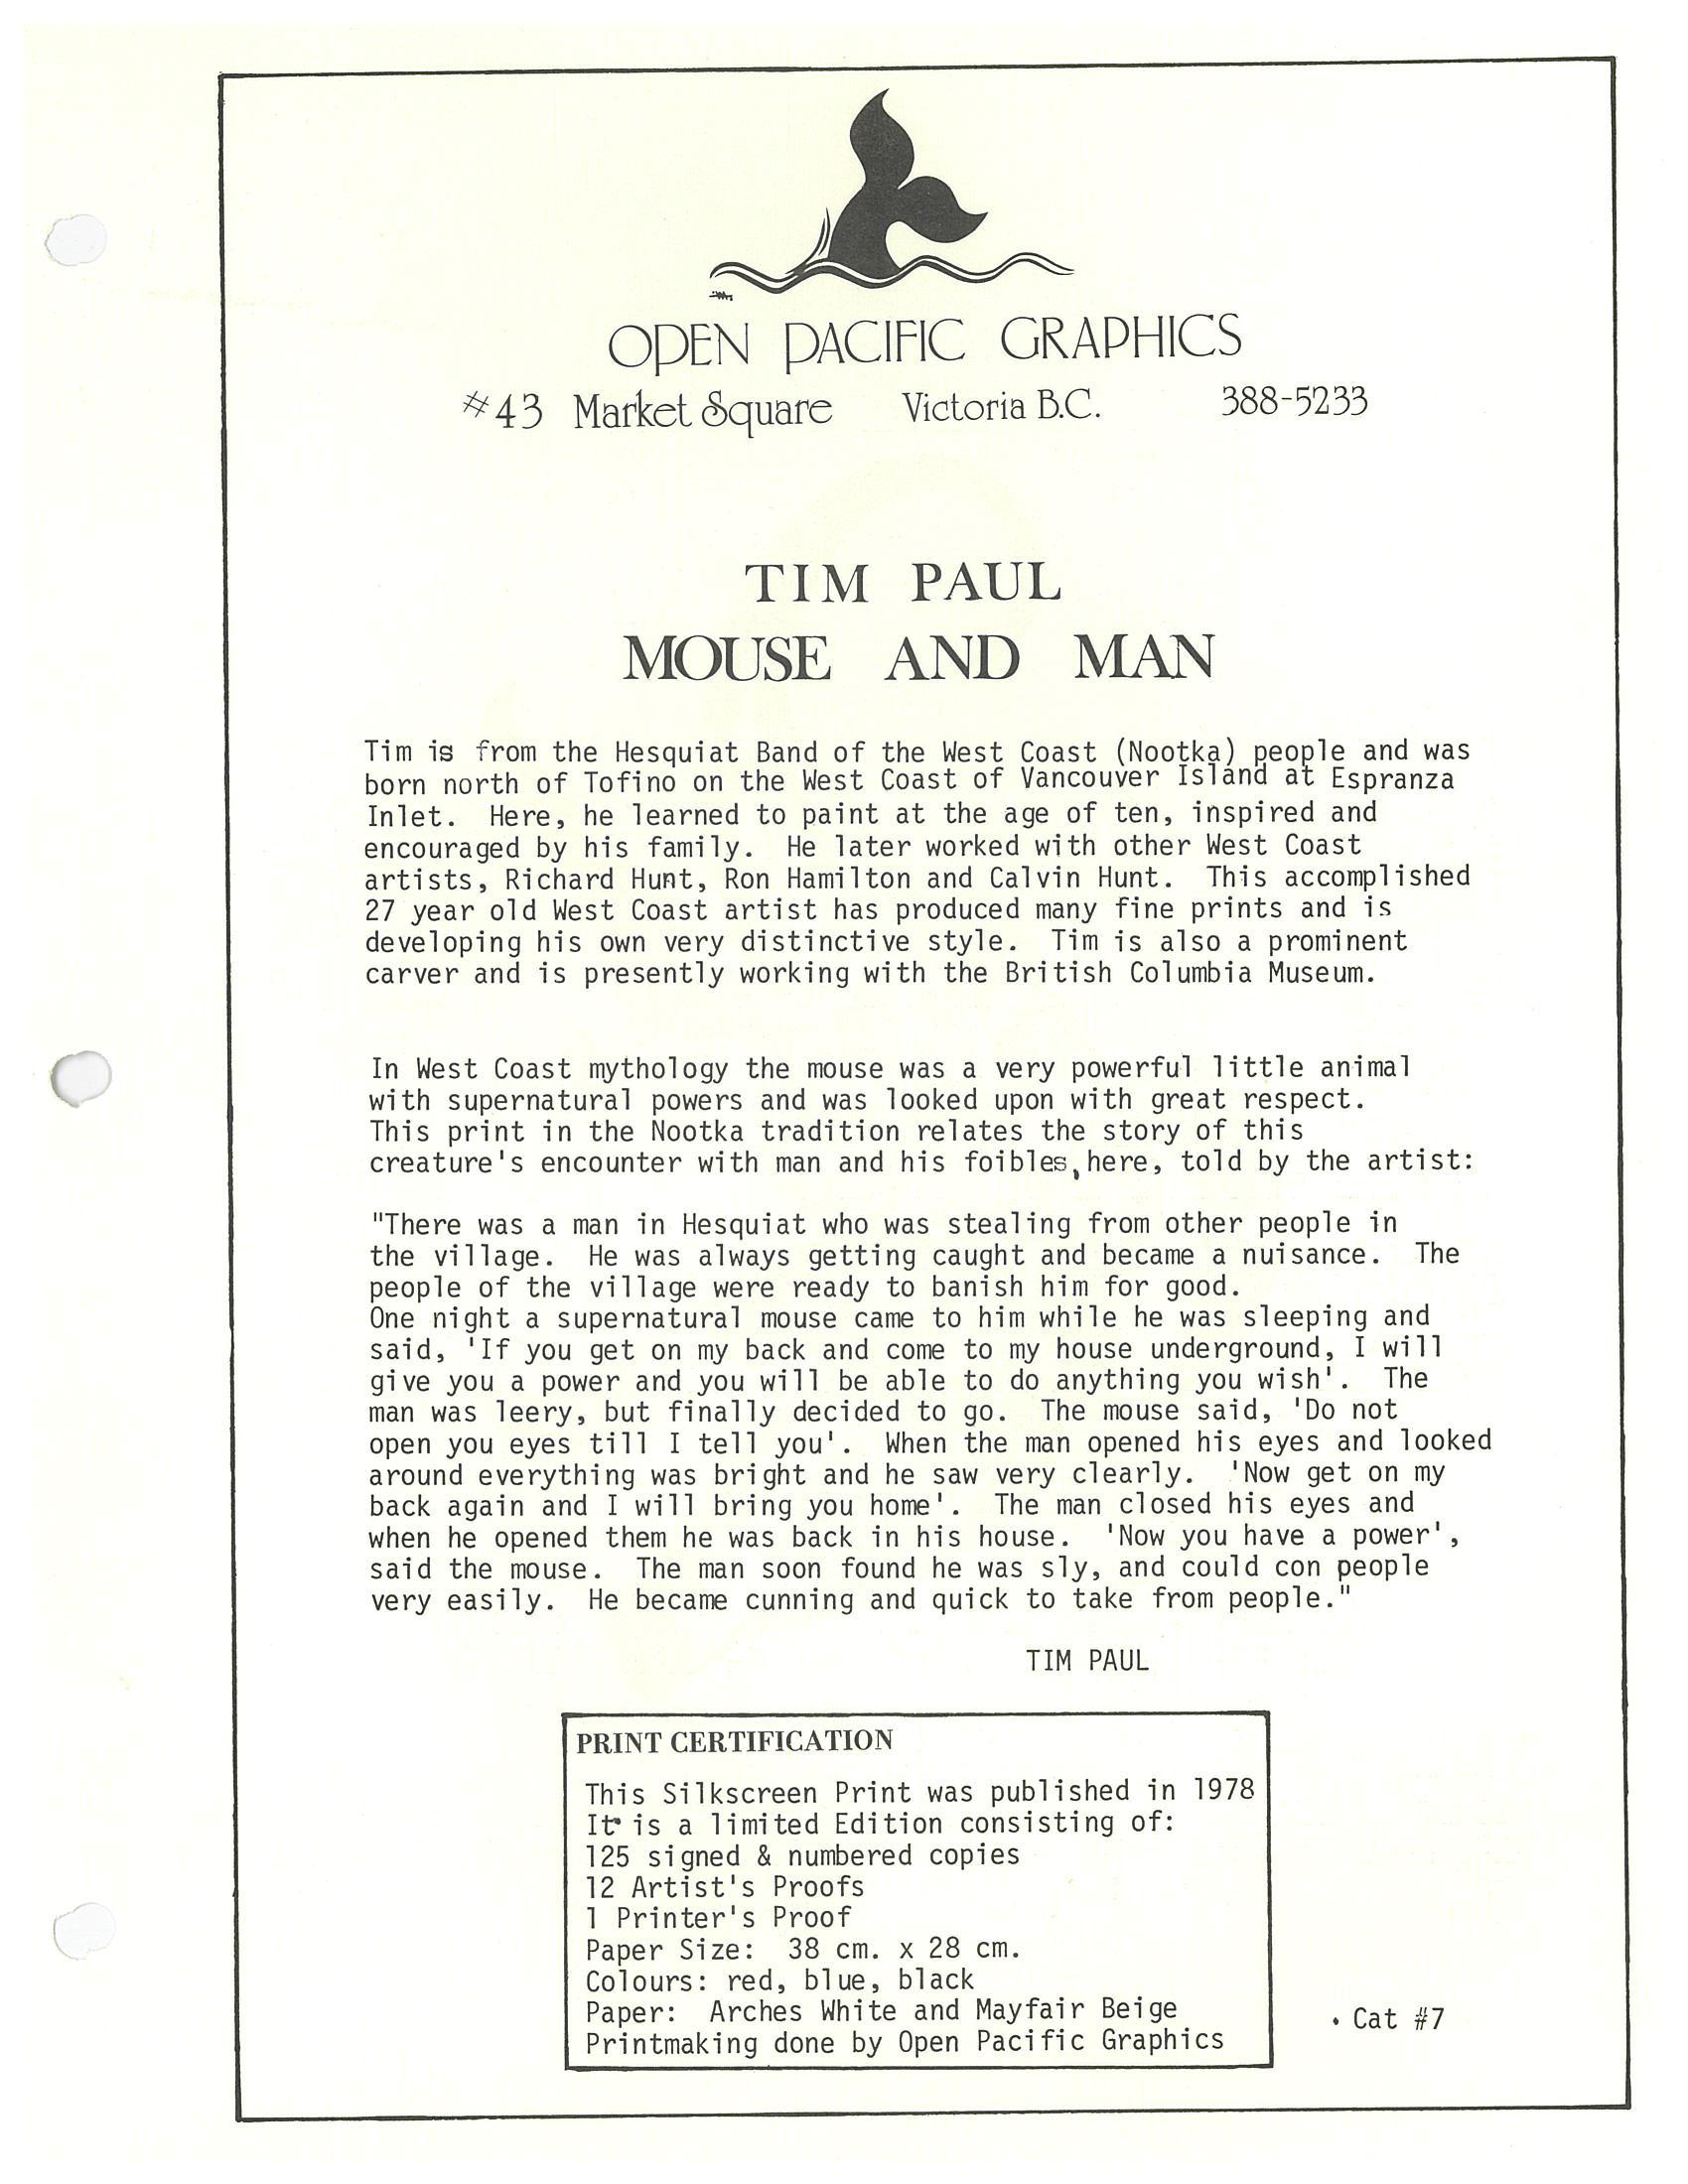 OPEN PACIFIC GRAPHICS
#43 Market Square Victoria B.C. 388-5233
TIM PAUL
MOUSE AND MAN
Tim is from the Hesquiat Band of the West Coast (Nootka) people and was
born north of Tofino on the West Coast of Vancouver Island at Espranza
Inlet. Here, he learned to paint at the age of ten, inspired and
encouraged by his family. He later worked with other West Coast
artists, Richard Hunt, Ron Hamilton and Calvin Hunt. This accomplished
27 year old West Coast artist has produced many fine prints and is
developing his own very distinctive style. Tim is also a prominent
carver and is presently working with the British Columbia Museum.
In West Coast mythology the mouse was a very powerful little animal
with supernatural powers and was looked upon with great respect.
This print in the Nootka tradition relates the story of this
creature's encounter with man and his foibles, here, told by the artist:
"There was a man in Hesquiat who was stealing from other people in
the village. He was always getting caught and became a nuisance. The
people of the village were ready to banish him for good.
One night a supernatural mouse came to him while he was sleeping and
said, 'If you get on my back and come to my house underground, I will
give you a power and you will be able to do anything you wish'. The
man was leery, but finally decided to go. The mouse said, 'Do not
open you eyes till I tell you'. When the man opened his eyes and looked
around everything was bright and he saw very clearly. 'Now get on my
back again and I will bring you home'. The man closed his eyes and
when he opened them he was back in his house. 'Now you have a power',
said the mouse. The man soon found he was sly, and could con people
very easily. He became cunning and quick to take from people."
TIM PAUL
PRINT CERTIFICATION
This Silkscreen Print was published in 1978
It is a limited Edition consisting of:
125 signed & numbered copies
12 Artist's Proofs
1 Printer's Proof
Paper Size: 38 cm. x 28 cm.
Colours: red, blue, black
Paper: Arches White and Mayfair Beige
Printmaking done by Open Pacific Graphics
Cat #7